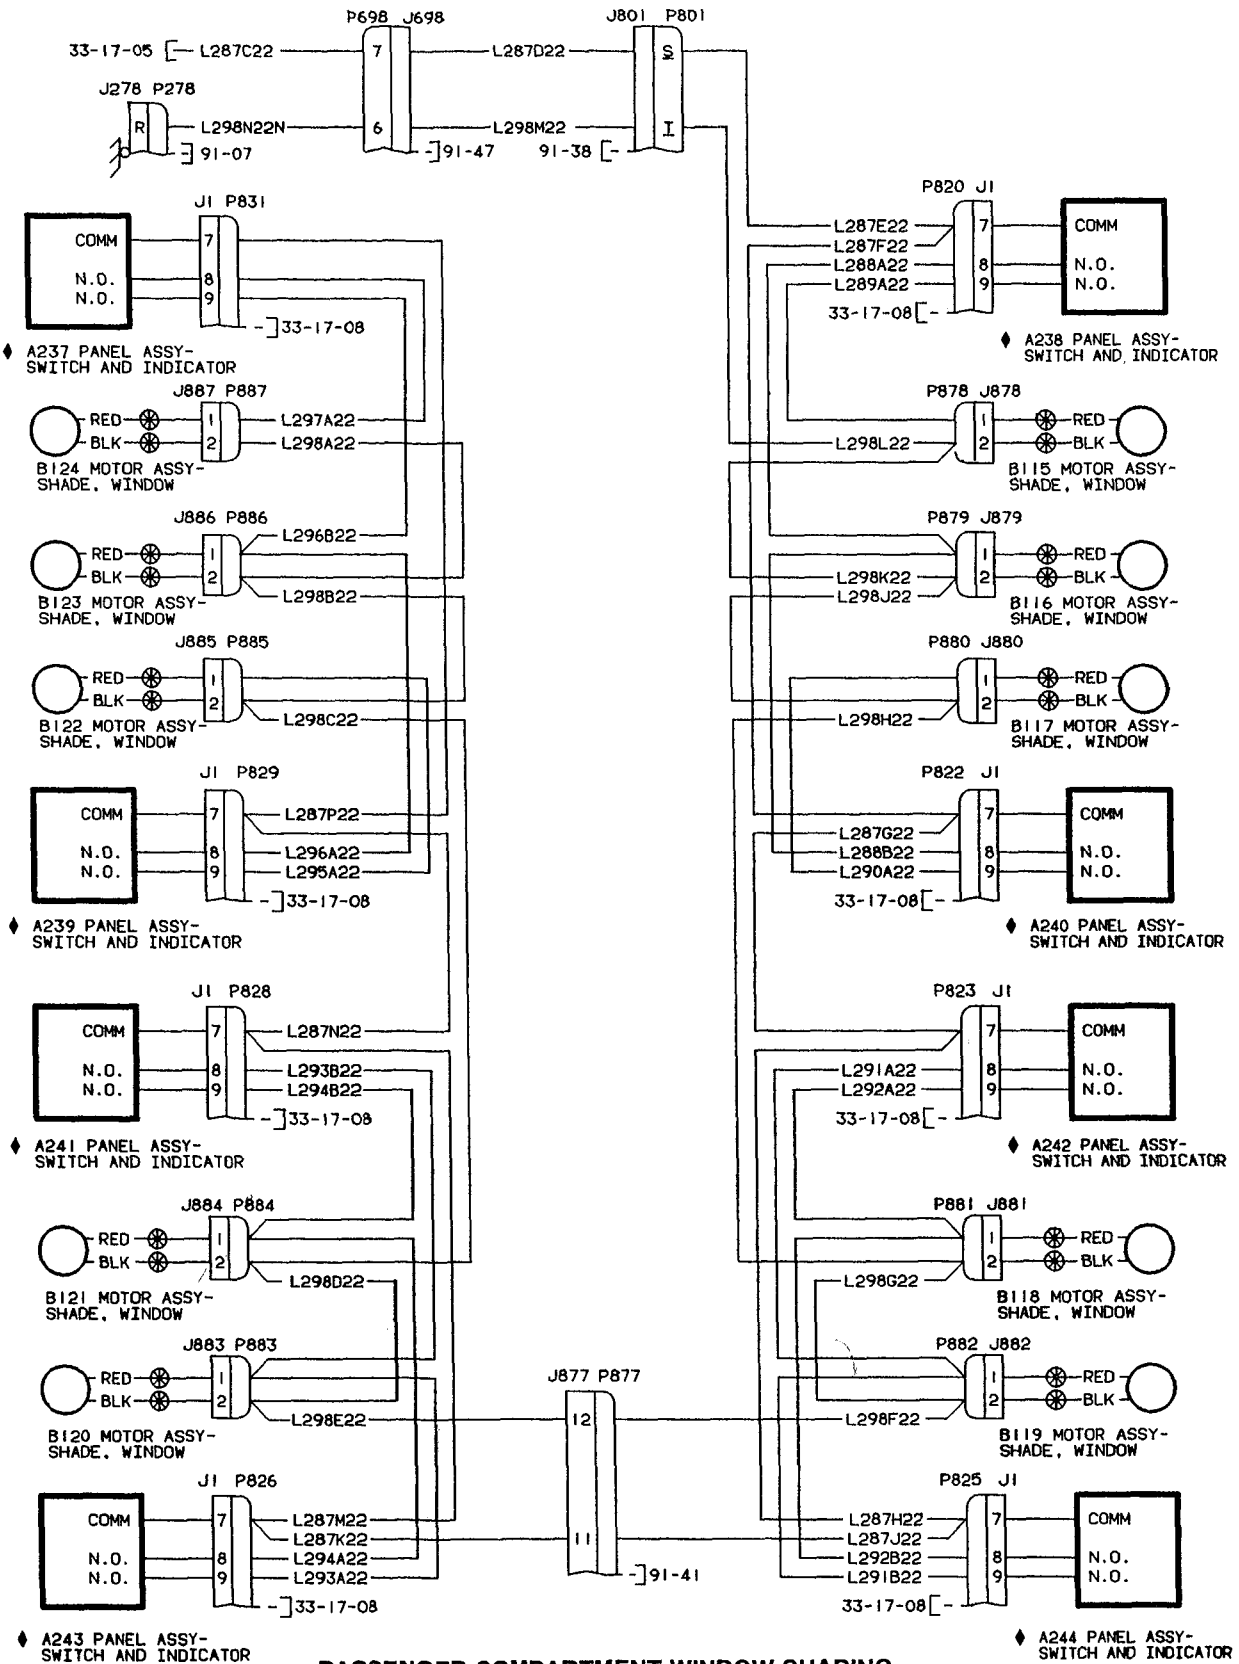 P698 J698
J801 P801
33-17-05 L287C22 7 L287D22 S
J278 P278
R L298N22N 6 L298M22 T
91-07 91-47 91-38
J1 P831
COMM 7
N.O. 8
N.O. 9
33-17-08
A237 PANEL ASSY-
SWITCH AND INDICATOR
P820 J1
L287E22 7 COMM
L287F22
L288A22 8 N.O.
L289A22 9 N.O.
33-17-08
A238 PANEL ASSY-
SWITCH AND INDICATOR
J887 P887
RED 1 L297A22
BLK 2 L298A22
B124 MOTOR ASSY-
SHADE, WINDOW
P878 J878
1 RED
L298L22 2 BLK
B115 MOTOR ASSY-
SHADE, WINDOW
J886 P886
L296B22
RED 1
BLK 2
L298B22
B123 MOTOR ASSY-
SHADE, WINDOW
P879 J879
1 RED
L298K22 2 BLK
L298J22
B116 MOTOR ASSY-
SHADE, WINDOW
J885 P885
RED 1
BLK 2
L298C22
B122 MOTOR ASSY-
SHADE, WINDOW
P880 J880
1 RED
2 BLK
L298H22
B117 MOTOR ASSY-
SHADE, WINDOW
J1 P829
COMM 7 L287P22
N.O. 8 L296A22
N.O. 9 L295A22
33-17-08
A239 PANEL ASSY-
SWITCH AND INDICATOR
P822 J1
7 COMM
L287G22
L288B22 8 N.O.
L290A22 9 N.O.
33-17-08
A240 PANEL ASSY-
SWITCH AND INDICATOR
J1 P828
COMM 7 L287N22
N.O. 8 L293B22
N.O. 9 L294B22
33-17-08
A241 PANEL ASSY-
SWITCH AND INDICATOR
P823 J1
7 COMM
L291A22 8 N.O.
L292A22 9 N.O.
33-17-08
A242 PANEL ASSY-
SWITCH AND INDICATOR
J884 P884
RED 1
BLK 2
L298D22
B121 MOTOR ASSY-
SHADE, WINDOW
P881 J881
1 RED
2 BLK
L298G22
B118 MOTOR ASSY-
SHADE, WINDOW
J883 P883
RED 1
BLK 2
L298E22
B120 MOTOR ASSY-
SHADE, WINDOW
J877 P877
12
11
91-41
P882 J882
1 RED
2 BLK
L298F22
B119 MOTOR ASSY-
SHADE, WINDOW
J1 P826
COMM 7 L287M22
L287K22
N.O. 8 L294A22
N.O. 9 L293A22
33-17-08
A243 PANEL ASSY-
SWITCH AND INDICATOR
P825 J1
L287H22 7 COMM
L287J22
L292B22 8 N.O.
L291B22 9 N.O.
33-17-08
A244 PANEL ASSY-
SWITCH AND INDICATOR
PASSENGER COMPARTMENT WINDOW SHADING